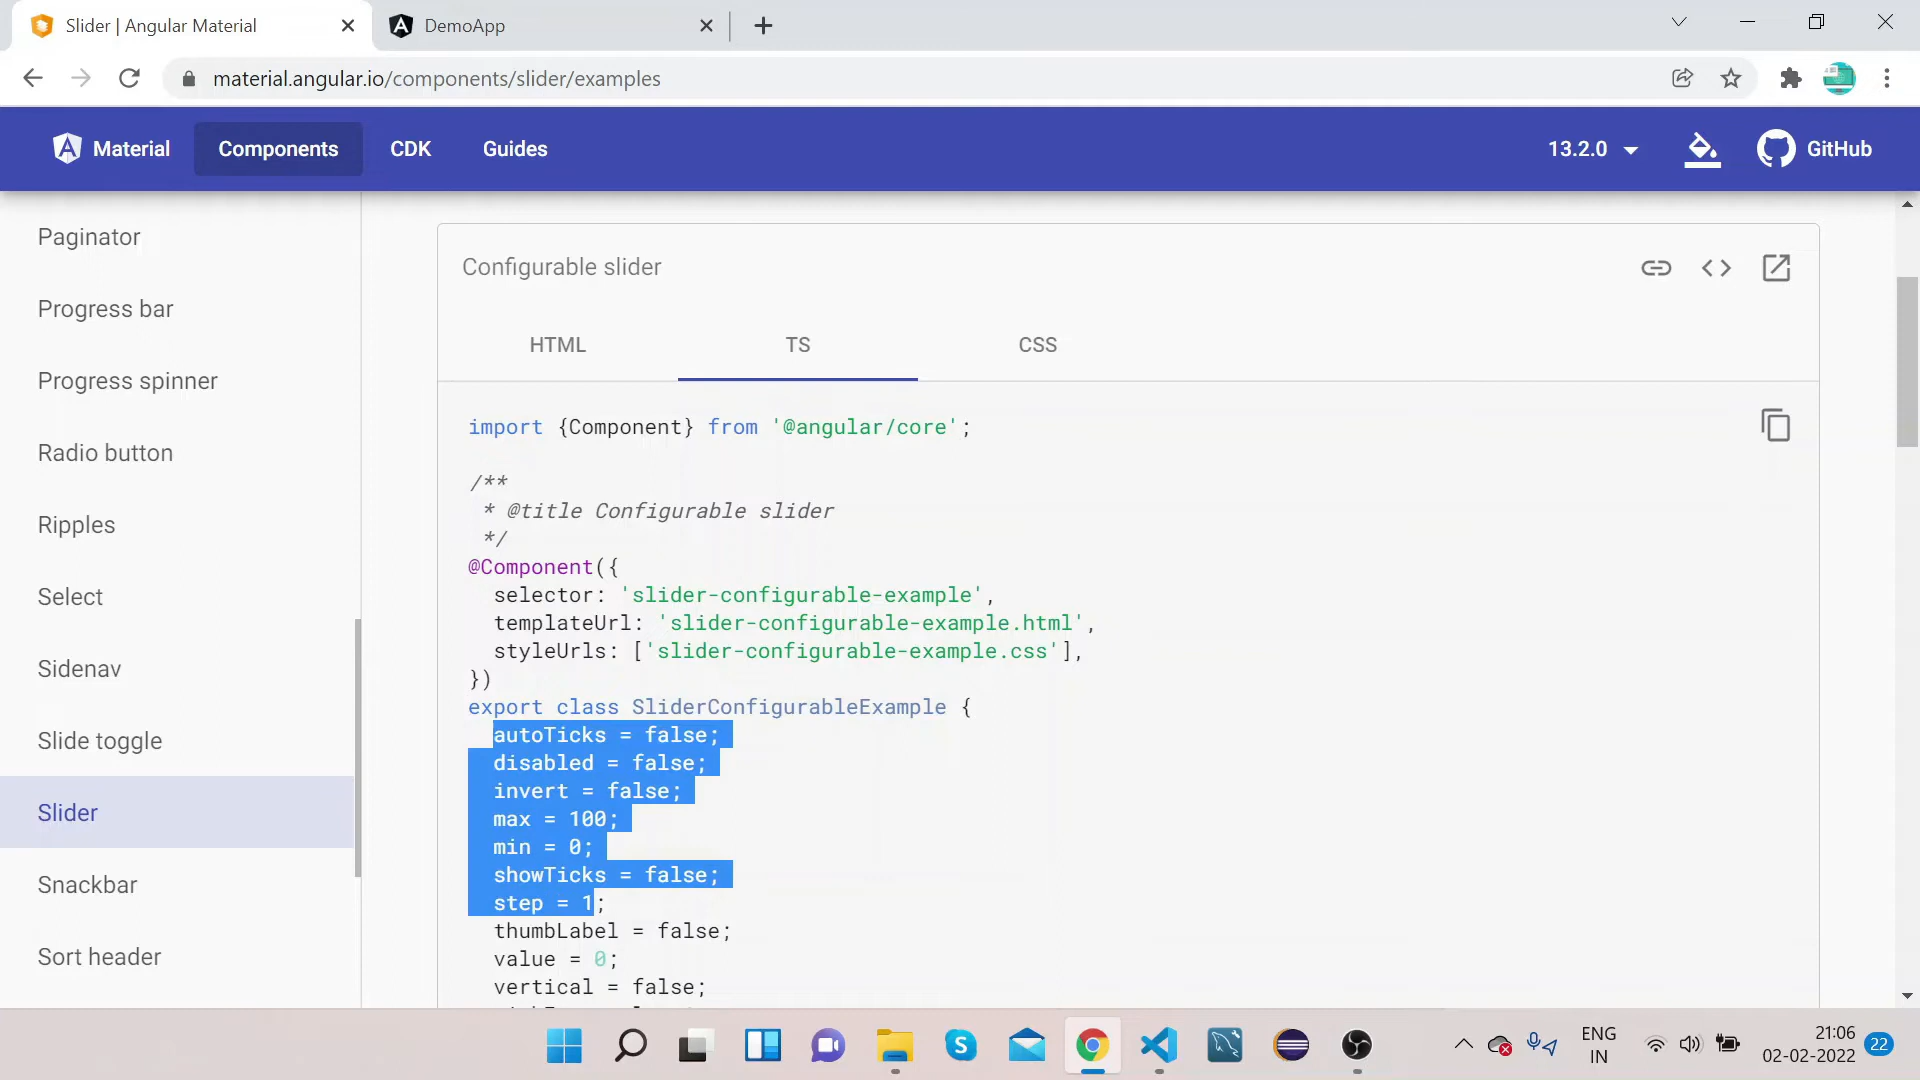 Slider | Angular Material
DemoApp
material.angular.io/components/slider/examples
Material
Components
CDK
Guides
13.2.0
GitHub
Paginator
Progress bar
Progress spinner
Radio button
Ripples
Select
Sidenav
Slide toggle
Slider
Snackbar
Sort header
Configurable slider
HTML
TS
CSS
import {Component} from '@angular/core';
/**
* @title Configurable slider
*/
@Component({
selector: 'slider-configurable-example',
templateUrl: 'slider-configurable-example.html',
styleUrls: ['slider-configurable-example.css'],
})
export class SliderConfigurableExample {
autoTicks = false;
disabled = false;
invert = false;
max = 100;
min = 0;
showTicks = false;
step = 1;
thumbLabel = false;
value = 0;
vertical = false;
ENG
IN
21:06
02-02-2022
22